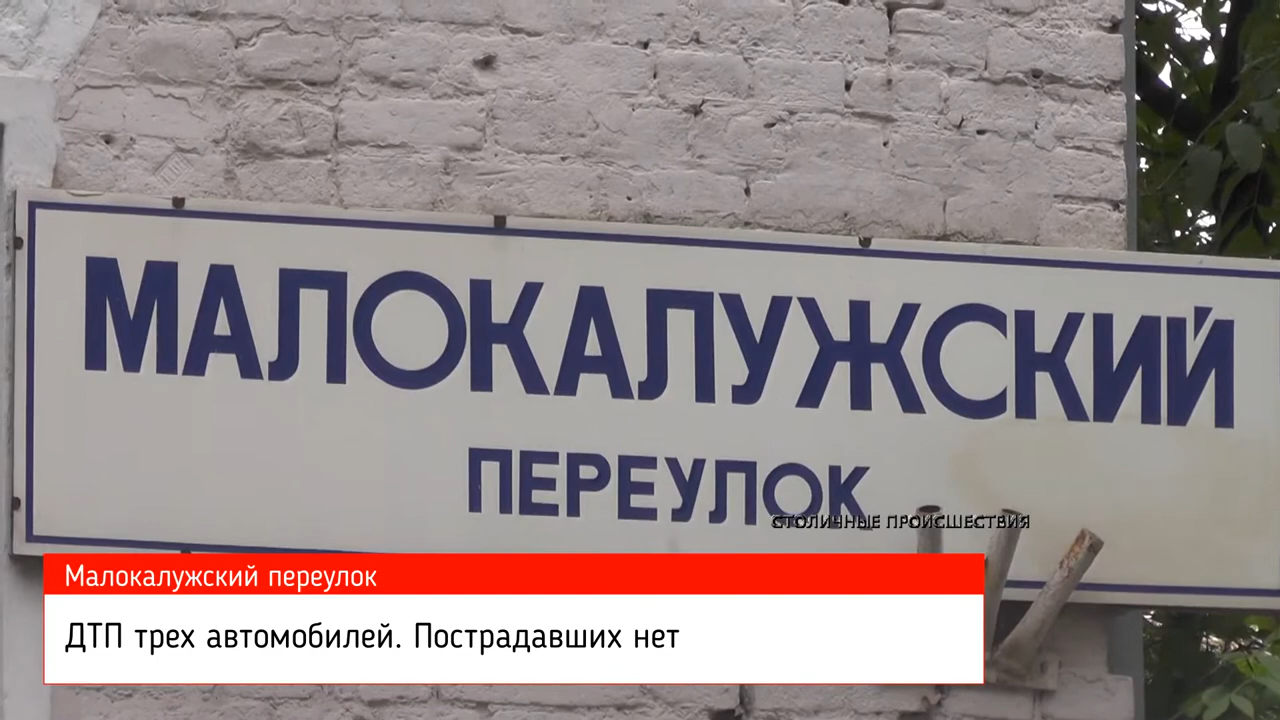 МАЛОКАЛУЖСКИЙ
ПЕРЕУЛОК
СТОЛИЧНЫЕ ПРОИСШЕСТВИЯ
Малокалужский переулок
ДТП трех автомобилей. Пострадавших нет